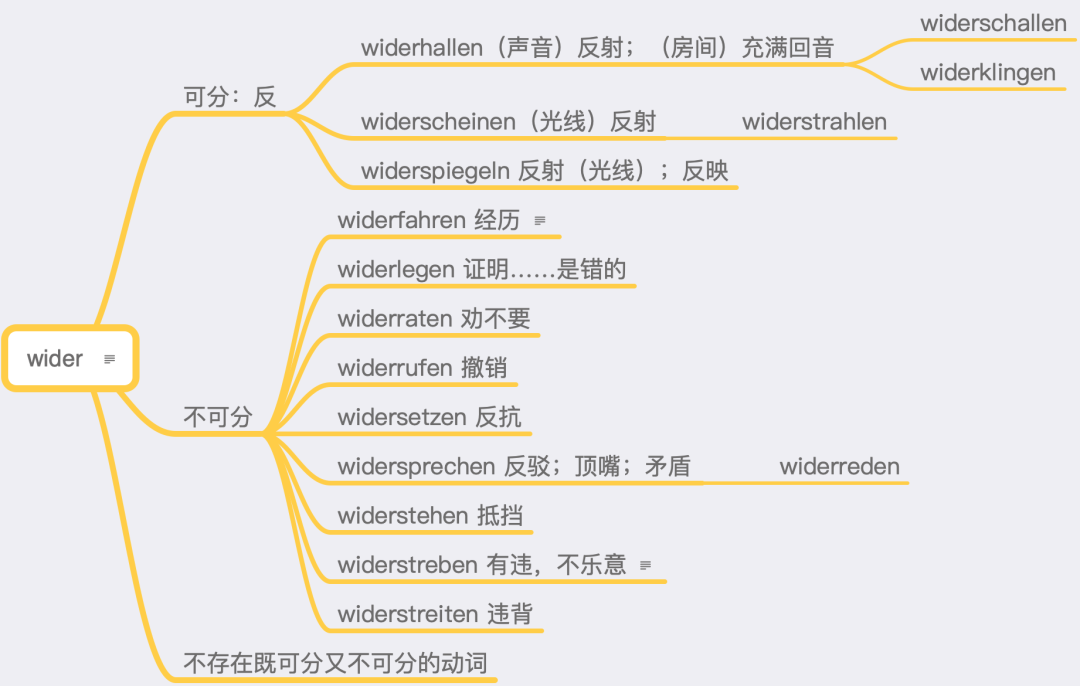 wider
可分：反
widerhallen（声音）反射；（房间）充满回音
widerschallen
widerklingen
widerscheinen（光线）反射
widerstrahlen
widerspiegeln 反射（光线）；反映
不可分
widerfahren 经历
widerlegen 证明……是错的
widerraten 劝不要
widerrufen 撤销
widersetzen 反抗
widersprechen 反驳；顶嘴；矛盾
widerreden
widerstehen 抵挡
widerstreben 有违，不乐意
widerstreiten 违背
不存在既可分又不可分的动词